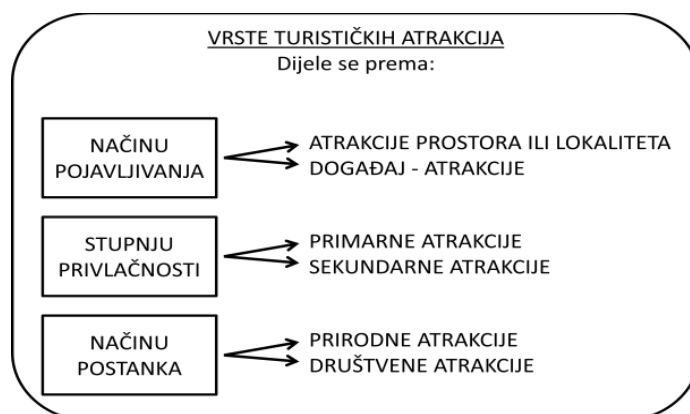 VRSTE TURISTIČKIH ATRAKCIJA
Dijele se prema:
NAČINU
POJAVLJIVANJA
ATRAKCIJE PROSTORA ILI LOKALITETA
DOGAĐAJ - ATRAKCIJE
STUPNJU
PRIVLAČNOSTI
PRIMARNE ATRAKCIJE
SEKUNDARNE ATRAKCIJE
NAČINU
POSTANKA
PRIRODNE ATRAKCIJE
DRUŠTVENE ATRAKCIJE